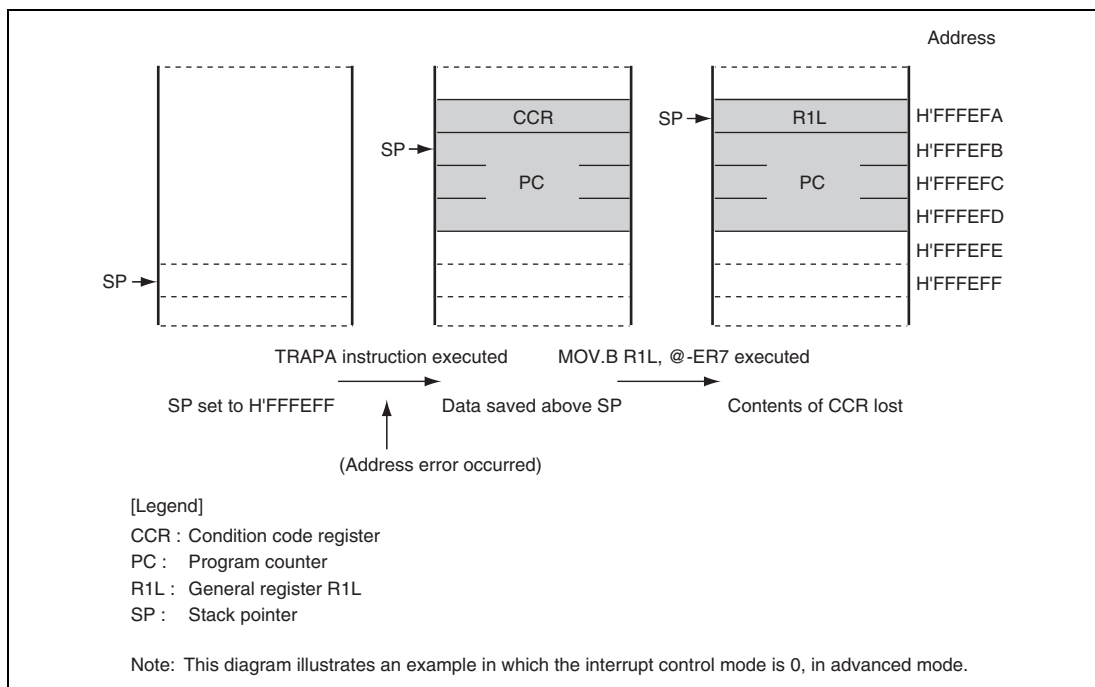 Address
CCR
SP
R1L
H'FFFEFA
SP
H'FFFEFB
PC
PC
H'FFFEFC
H'FFFEFD
H'FFFEFE
SP
H'FFFEFF
TRAPA instruction executed
MOV.B R1L, @-ER7 executed
SP set to H'FFFEFF
Data saved above SP
Contents of CCR lost
(Address error occurred)
[Legend]
CCR : Condition code register
PC : Program counter
R1L : General register R1L
SP : Stack pointer
Note: This diagram illustrates an example in which the interrupt control mode is 0, in advanced mode.